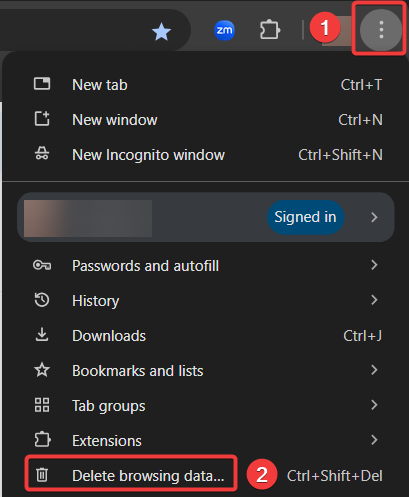 zm
1
New tab Ctrl+T
New window Ctrl+N
New Incognito window Ctrl+Shift+N
Signed in
Passwords and autofill
History
Downloads Ctrl+J
Bookmarks and lists
Tab groups
Extensions
Delete browsing data... 2 Ctrl+Shift+Del